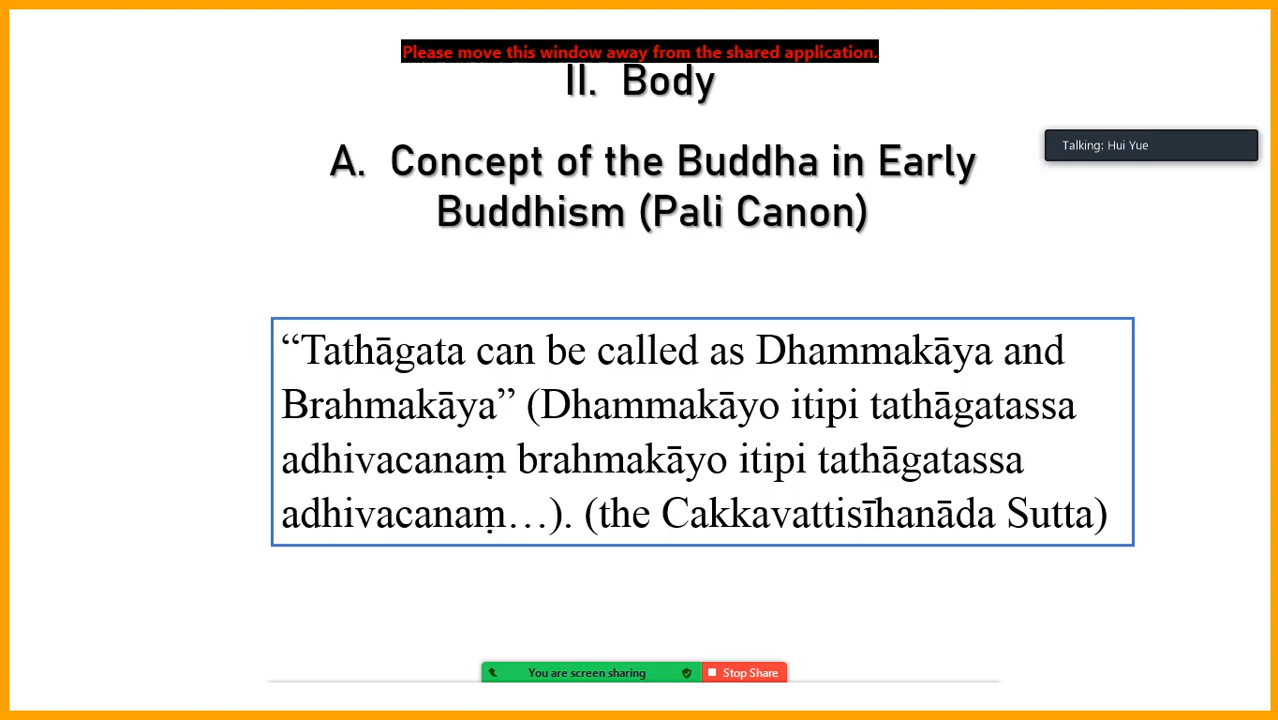 Please move this window away from the shared application.
II. Body
Talking: Hui Yue
A. Concept of the Buddha in Early
Buddhism (Pali Canon)
“Tathāgata can be called as Dhammakāya and
Brahmakāya” (Dhammakāyo itipi tathāgatassa
adhivacanaṃ brahmakāyo itipi tathāgatassa
adhivacanaṃ…). (the Cakkavattisīhanāda Sutta)
You are screen sharing
Stop Share